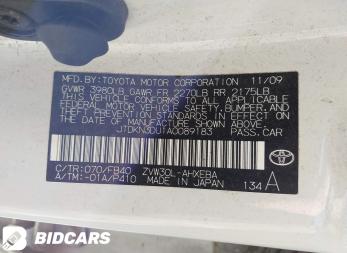 MFD. BY: TOYOTA MOTOR CORPORATION 11/09
GVWR 3980LB GAWR FR 2270LB RR 2175LB
THIS VEHICLE CONFORMS TO ALL APPLICABLE
FEDERAL MOTOR VEHICLE SAFETY, BUMPER, AND
THEFT PREVENTION STANDARDS IN EFFECT ON
THE DATE OF MANUFACTURE SHOWN ABOVE.
JTDKN3DU1A0089183 PASS. CAR
C/TR: 070/FB40 ZVW30L-AHXEBA
A/TM: -01A/P410 MADE IN JAPAN 134 A
BIDCARS